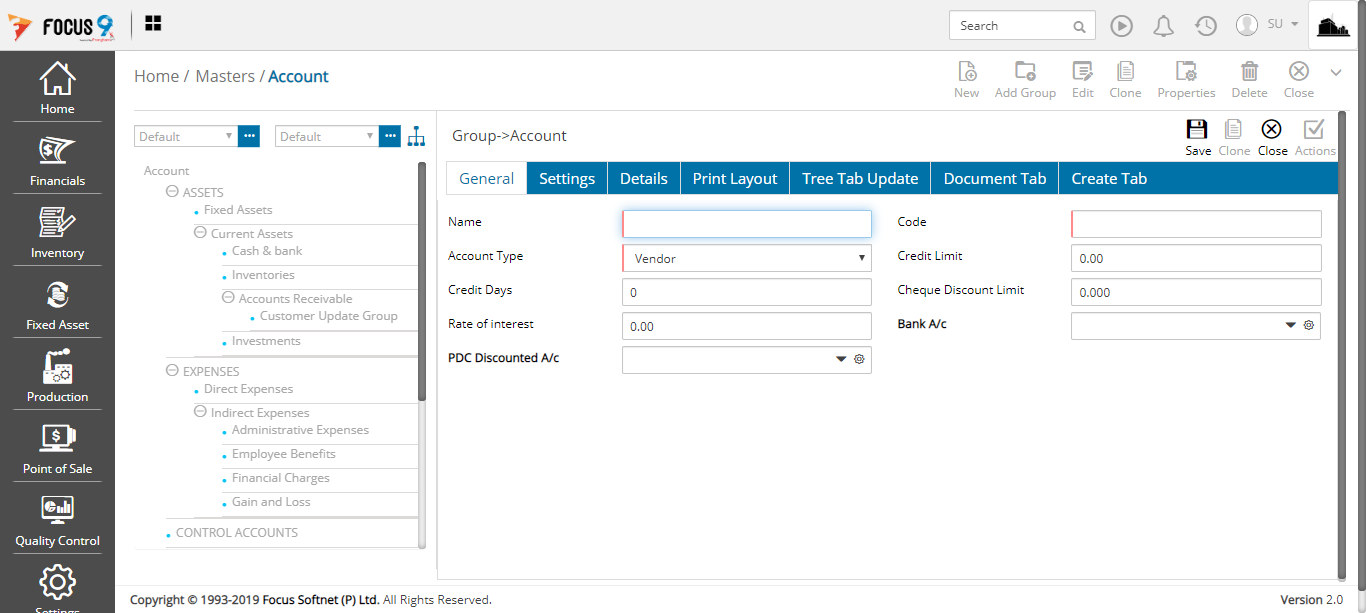 FOCUS 9
Search
SU
Home
Financials
Inventory
Fixed Asset
Production
Point of Sale
Quality Control
Settings
Home / Masters / Account
New
Add Group
Edit
Clone
Properties
Delete
Close
Default
Default
Account
ASSETS
Fixed Assets
Current Assets
Cash & bank
Inventories
Accounts Receivable
Customer Update Group
Investments
EXPENSES
Direct Expenses
Indirect Expenses
Administrative Expenses
Employee Benefits
Financial Charges
Gain and Loss
CONTROL ACCOUNTS
Group->Account
Save
Clone
Close
Actions
General
Settings
Details
Print Layout
Tree Tab Update
Document Tab
Create Tab
Name
Code
Account Type
Vendor
Credit Limit
0.00
Credit Days
0
Cheque Discount Limit
0.000
Rate of interest
0.00
Bank A/c
PDC Discounted A/c
Copyright © 1993-2019 Focus Softnet (P) Ltd. All Rights Reserved.
Version 2.0